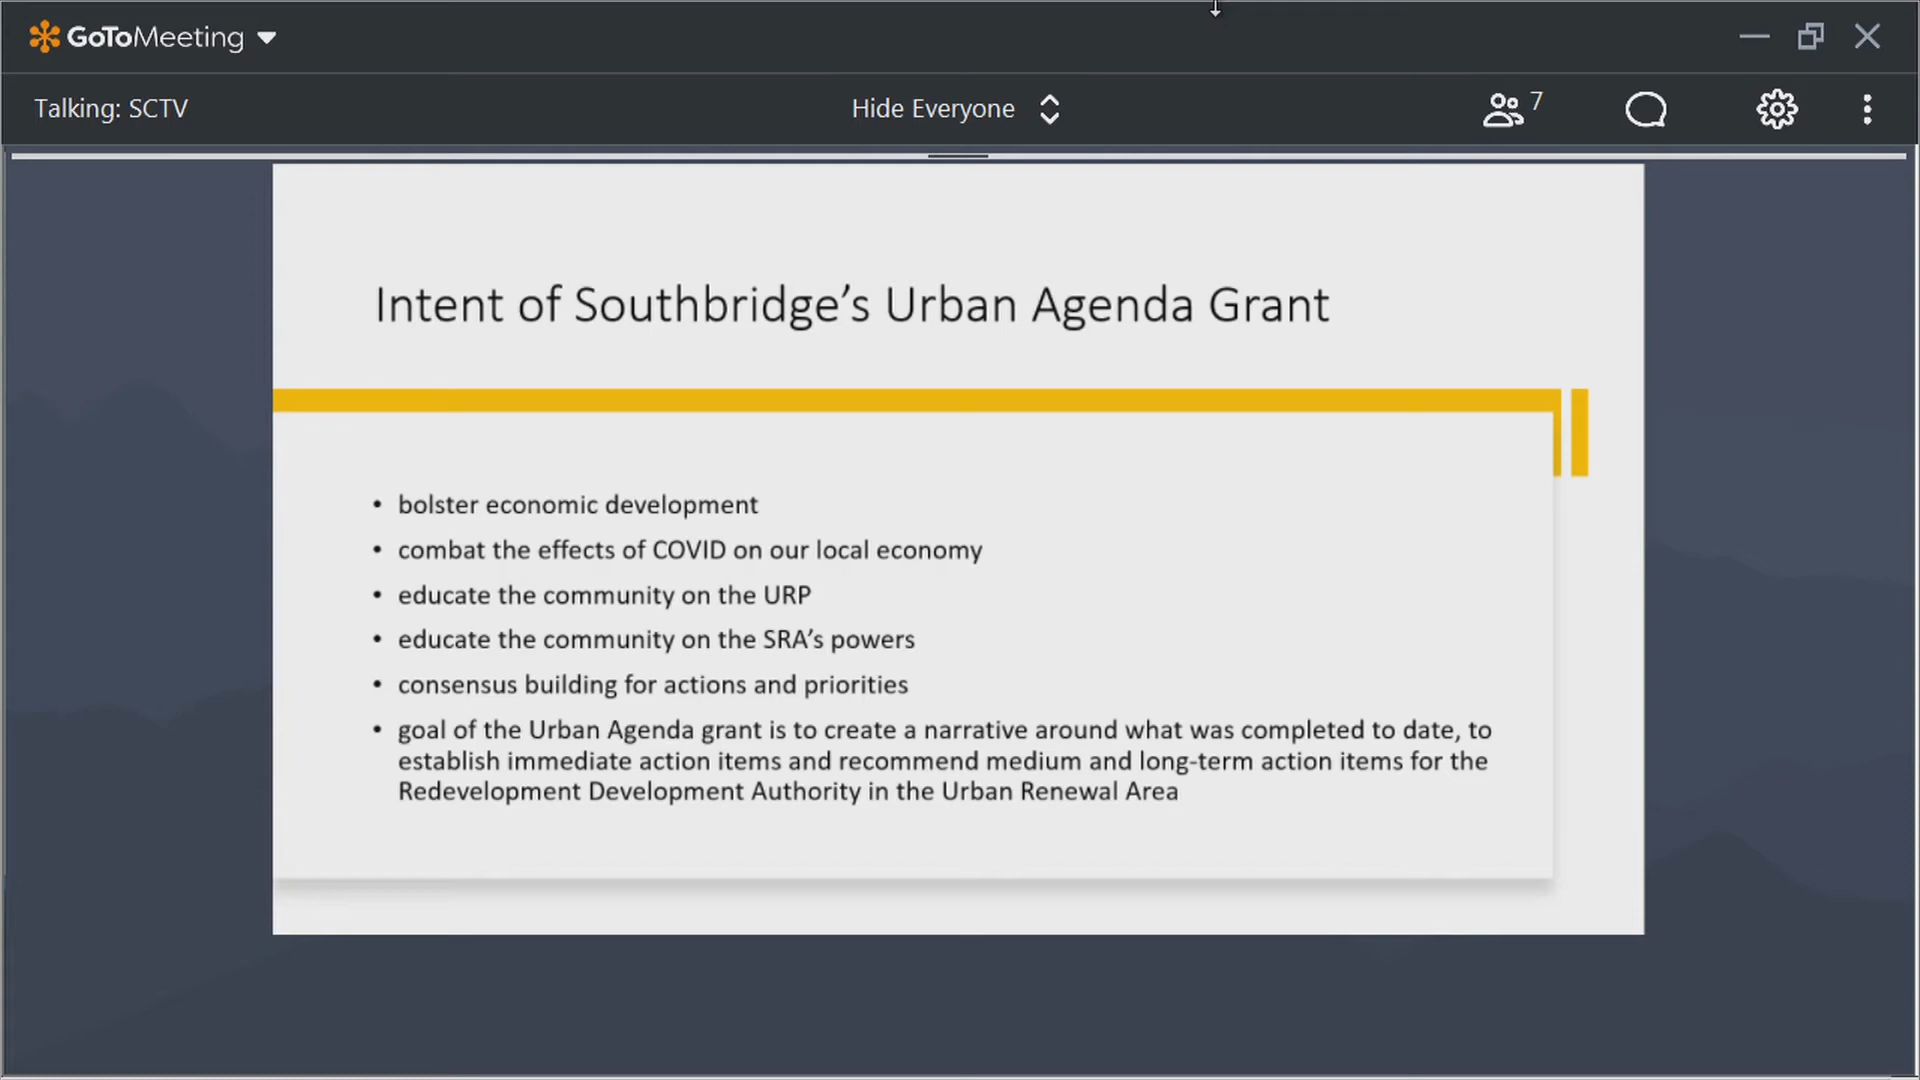 GoToMeeting
Talking: SCTV
Hide Everyone
7
Intent of Southbridge’s Urban Agenda Grant
• bolster economic development
• combat the effects of COVID on our local economy
• educate the community on the URP
• educate the community on the SRA’s powers
• consensus building for actions and priorities
• goal of the Urban Agenda grant is to create a narrative around what was completed to date, to
establish immediate action items and recommend medium and long-term action items for the
Redevelopment Development Authority in the Urban Renewal Area